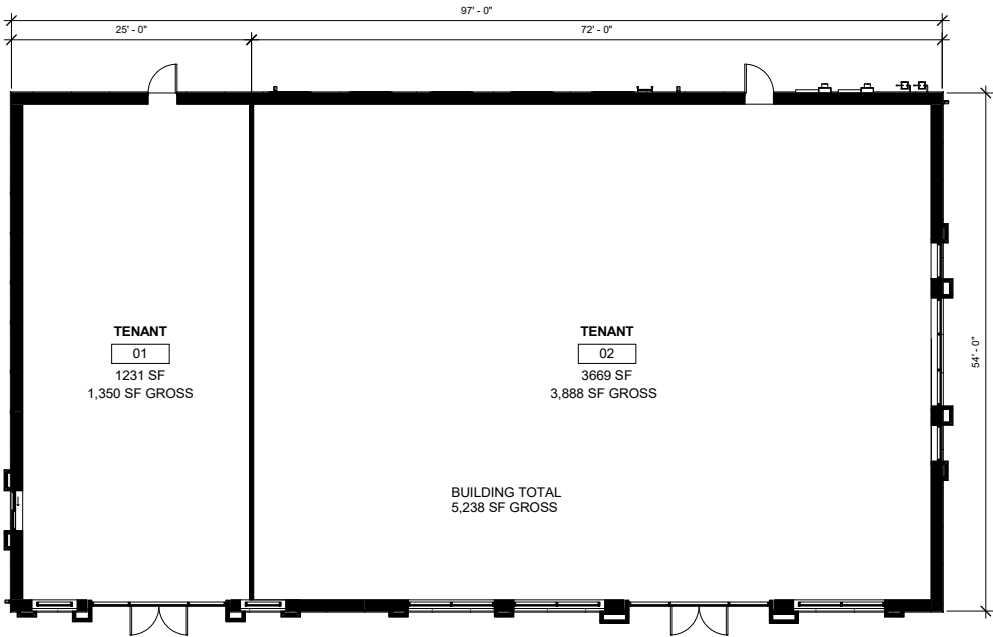 97' - 0"
25' - 0"
72' - 0"
TENANT
01
1231 SF
1,350 SF GROSS
TENANT
02
3669 SF
3,888 SF GROSS
54' - 0"
BUILDING TOTAL
5,238 SF GROSS